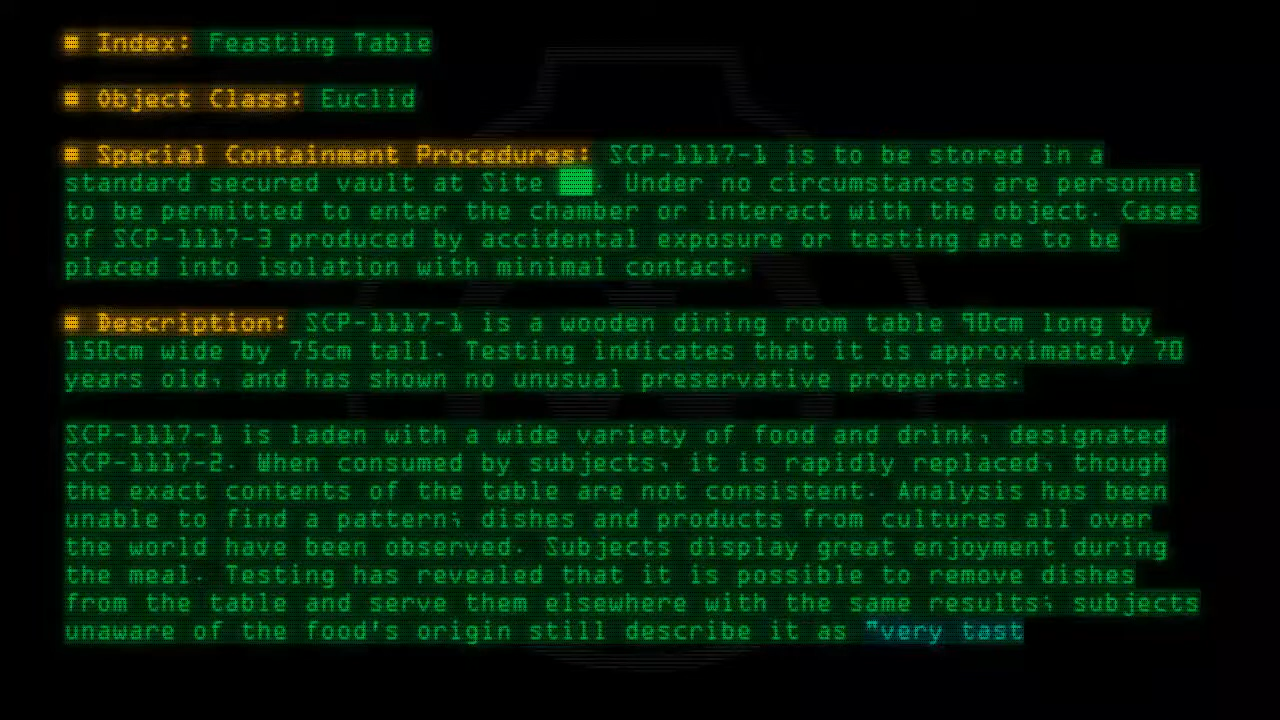 ■ Index: Feasting Table
■ Object Class: Euclid
■ Special Containment Procedures: SCP-1117-1 is to be stored in a
standard secured vault at Site ██. Under no circumstances are personnel
to be permitted to enter the chamber or interact with the object. Cases
of SCP-1117-3 produced by accidental exposure or testing are to be
placed into isolation with minimal contact.
■ Description: SCP-1117-1 is a wooden dining room table 90cm long by
150cm wide by 75cm tall. Testing indicates that it is approximately 70
years old, and has shown no unusual preservative properties.
SCP-1117-1 is laden with a wide variety of food and drink, designated
SCP-1117-2. When consumed by subjects, it is rapidly replaced, though
the exact contents of the table are not consistent. Analysis has been
unable to find a pattern; dishes and products from cultures all over
the world have been observed. Subjects display great enjoyment during
the meal. Testing has revealed that it is possible to remove dishes
from the table and serve them elsewhere with the same results; subjects
unaware of the food's origin still describe it as "very tast